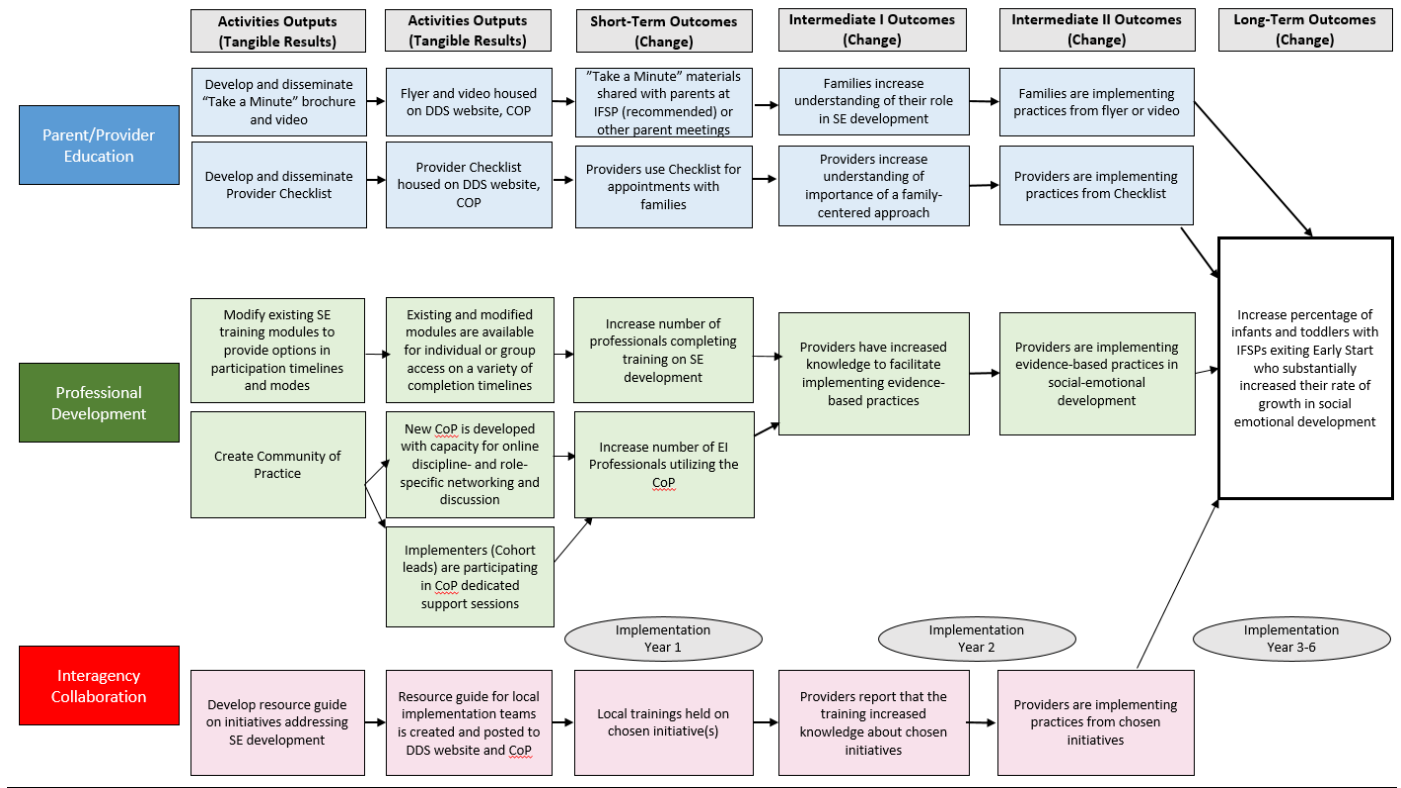 Activities Outputs
(Tangible Results)
Activities Outputs
(Tangible Results)
Short-Term Outcomes
(Change)
Intermediate I Outcomes
(Change)
Intermediate II Outcomes
(Change)
Long-Term Outcomes
(Change)
Parent/Provider
Education
Develop and disseminate
“Take a Minute” brochure
and video
Flyer and video housed
on DDS website, COP
”Take a Minute” materials
shared with parents at
IFSP (recommended) or
other parent meetings
Families increase
understanding of their role
in SE development
Families are implementing
practices from flyer or video
Develop and disseminate
Provider Checklist
Provider Checklist
housed on DDS website,
COP
Providers use Checklist for
appointments with
families
Providers increase
understanding of
importance of a family-
centered approach
Providers are implementing
practices from Checklist
Professional
Development
Modify existing SE
training modules to
provide options in
participation timelines
and modes
Existing and modified
modules are available
for individual or group
access on a variety of
completion timelines
Increase number of
professionals completing
training on SE
development
Providers have increased
knowledge to facilitate
implementing evidence-
based practices
Providers are implementing
evidence-based practices in
social-emotional
development
Increase percentage of
infants and toddlers with
IFSPs exiting Early Start
who substantially
increased their rate of
growth in social
emotional development
Create Community of
Practice
New CoP is developed
with capacity for online
discipline- and role-
specific networking and
discussion
Increase number of EI
Professionals utilizing the
CoP
Implementers (Cohort
leads) are participating
in CoP dedicated
support sessions
Implementation
Year 1
Implementation
Year 2
Implementation
Year 3-6
Interagency
Collaboration
Develop resource guide
on initiatives addressing
SE development
Resource guide for local
implementation teams
is created and posted to
DDS website and CoP
Local trainings held on
chosen initiative(s)
Providers report that the
training increased
knowledge about chosen
initiatives
Providers are implementing
practices from chosen
initiatives